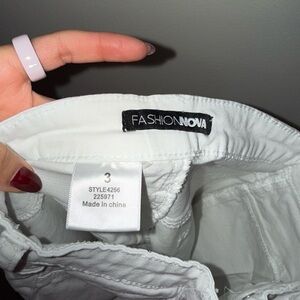 FASHIONNOVA
3
STYLE4256
225971
Made in china